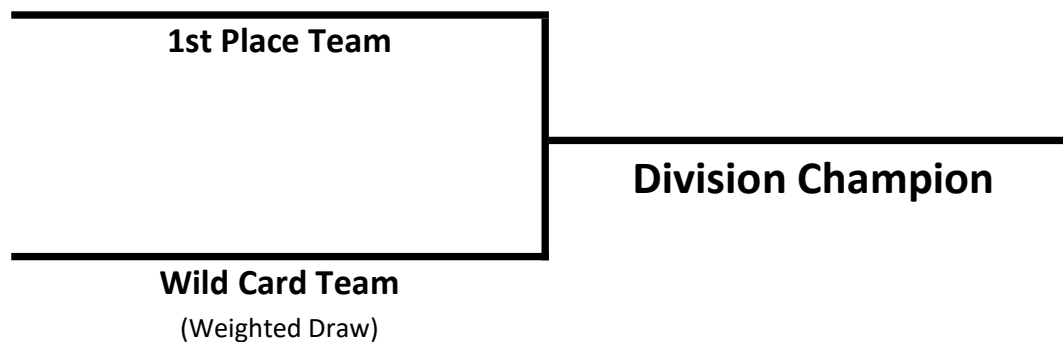 1st Place Team
Division Champion
Wild Card Team
(Weighted Draw)